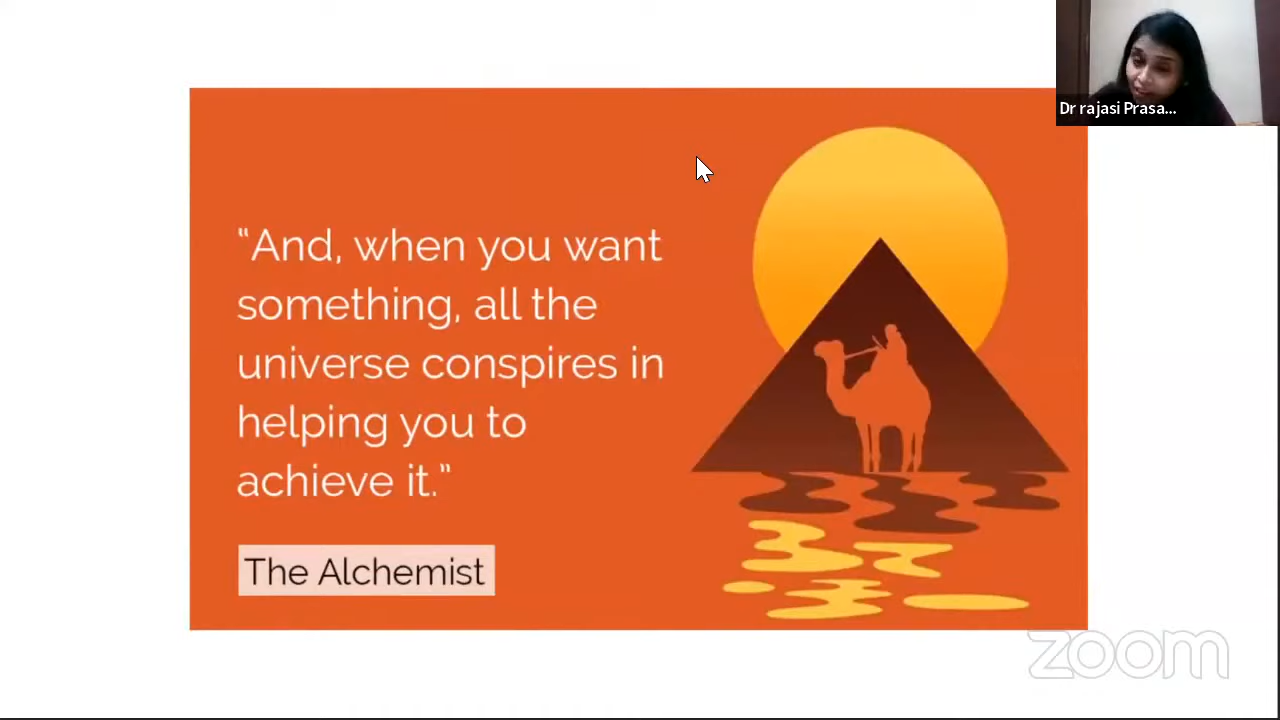 Dr rajasi Prasa...
“And, when you want
something, all the
universe conspires in
helping you to
achieve it.”
The Alchemist
zoom